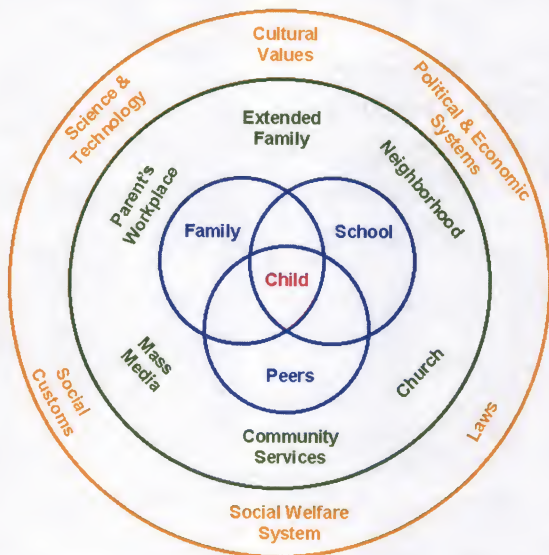 Cultural
Values
Science &
Technology
Political & Economic
Systems
Extended
Family
Parent's
Workplace
Neighborhood
Family
School
Child
Mass
Media
Peers
Church
Social
Customs
Laws
Community
Services
Social Welfare
System